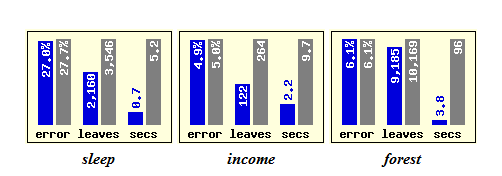 27.0% 27.7% 2,160 3,546 0.7 5.2
error leaves secs
sleep
4.9% 5.0% 122 264 2.2 9.7
error leaves secs
income
6.1% 6.1% 9,185 10,169 3.8 96
error leaves secs
forest